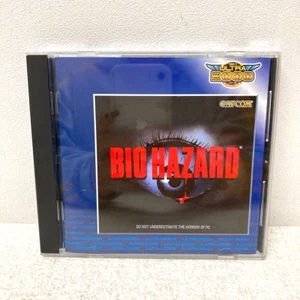 ULTRA
2000
CAPCOM
BIO HAZARD
DO NOT UNDERESTIMATE THE HORROR OF PC